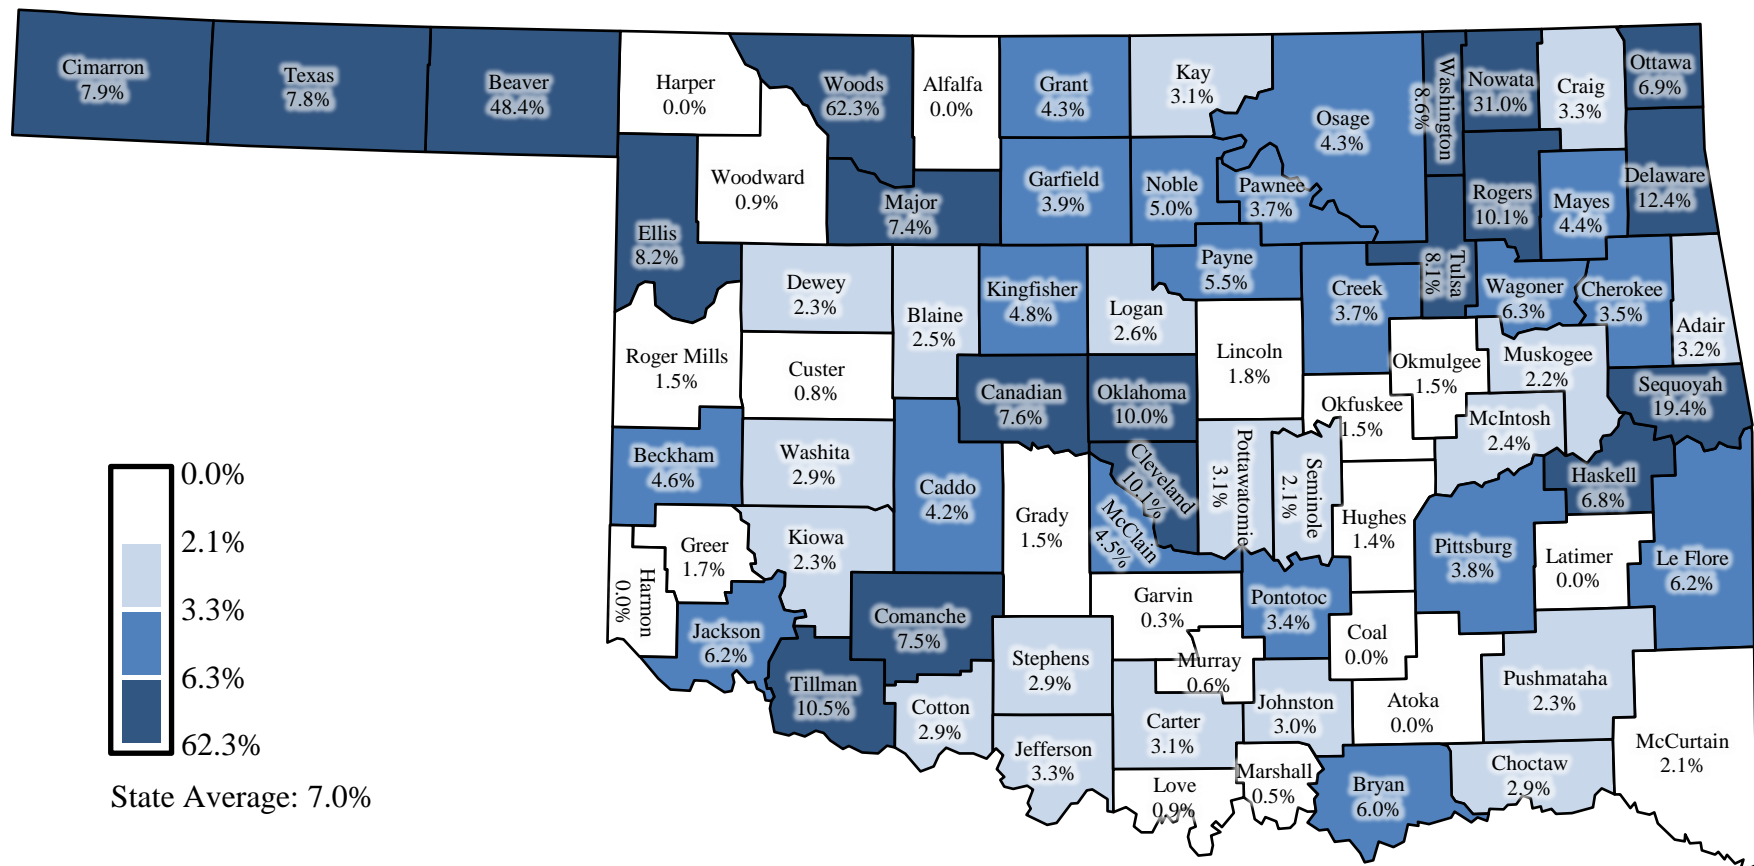 Cimarron
7.9%
Texas
7.8%
Beaver
48.4%
Harper
0.0%
Woods
62.3%
Alfalfa
0.0%
Grant
4.3%
Kay
3.1%
Osage
4.3%
Washington
8.6%
Nowata
31.0%
Craig
3.3%
Ottawa
6.9%
Woodward
0.9%
Major
7.4%
Garfield
3.9%
Noble
5.0%
Pawnee
3.7%
Rogers
10.1%
Mayes
4.4%
Delaware
12.4%
Ellis
8.2%
Dewey
2.3%
Blaine
2.5%
Kingfisher
4.8%
Logan
2.6%
Payne
5.5%
Creek
3.7%
Tulsa
8.1%
Wagoner
6.3%
Cherokee
3.5%
Adair
3.2%
Roger Mills
1.5%
Custer
0.8%
Canadian
7.6%
Oklahoma
10.0%
Lincoln
1.8%
Okmulgee
1.5%
Muskogee
2.2%
Sequoyah
19.4%
Okfuskee
1.5%
McIntosh
2.4%
Beckham
4.6%
Washita
2.9%
Caddo
4.2%
Grady
1.5%
Cleveland
10.1%
McClain
4.5%
Pottawatomie
3.1%
Seminole
2.1%
Hughes
1.4%
Haskell
6.8%
Pittsburg
3.8%
Latimer
0.0%
Le Flore
6.2%
Greer
1.7%
Kiowa
2.3%
Harmon
0.0%
Jackson
6.2%
Comanche
7.5%
Garvin
0.3%
Pontotoc
3.4%
Coal
0.0%
Stephens
2.9%
Murray
0.6%
Tillman
10.5%
Cotton
2.9%
Carter
3.1%
Johnston
3.0%
Atoka
0.0%
Pushmataha
2.3%
McCurtain
2.1%
Jefferson
3.3%
Love
0.9%
Marshall
0.5%
Bryan
6.0%
Choctaw
2.9%
0.0%
2.1%
3.3%
6.3%
62.3%
State Average: 7.0%